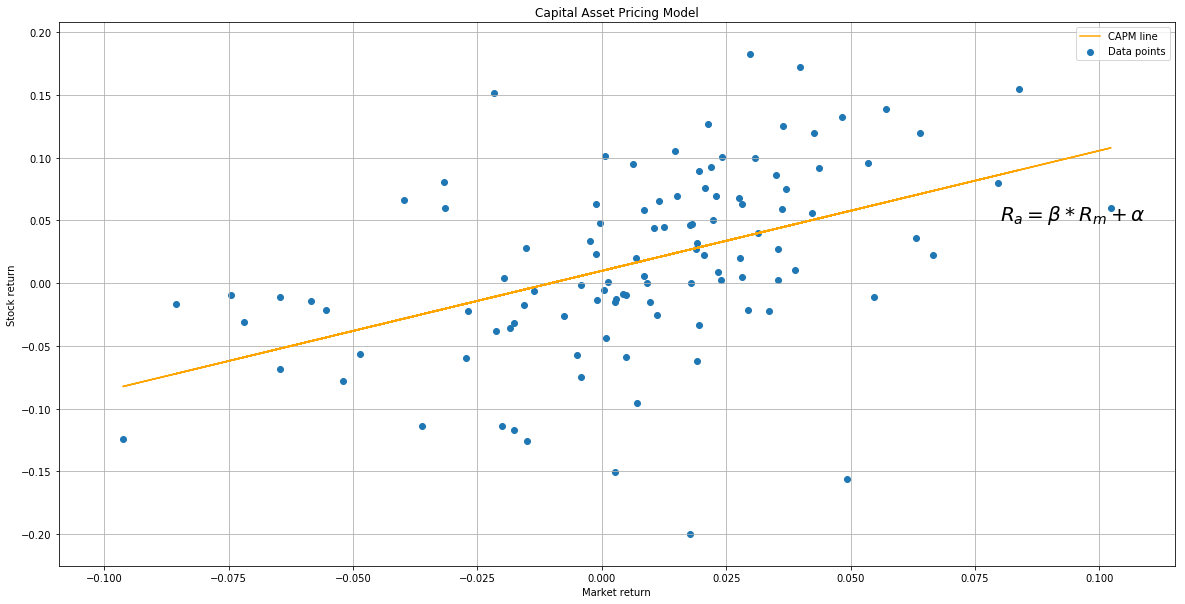 Capital Asset Pricing Model
CAPM line
Data points
0.20
0.15
0.10
0.05
0.00
−0.05
−0.10
−0.15
−0.20
Stock return
R_a = β * R_m + α
−0.100 −0.075 −0.050 −0.025 0.000 0.025 0.050 0.075 0.100
Market return